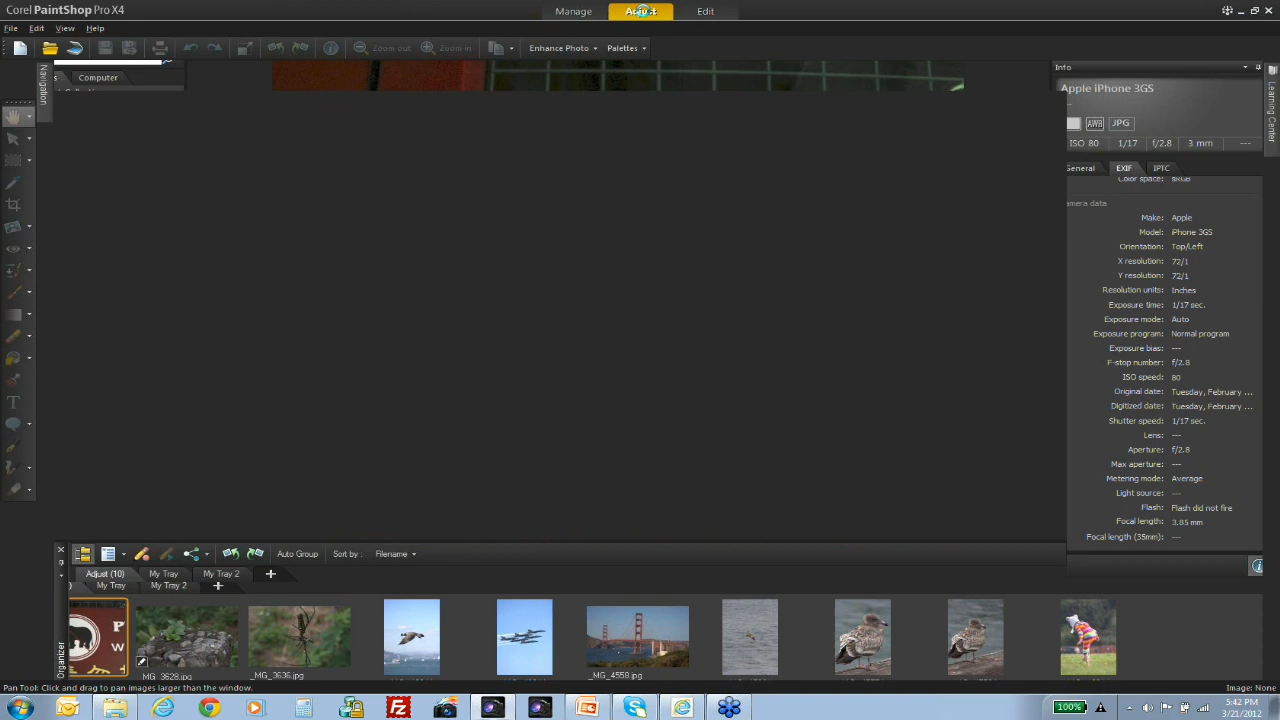 Corel PaintShop Pro X4
Manage
Adjust
Edit
File Edit View Help
Zoom out
Zoom in
Enhance Photo
Palettes
Computer
Navigation
Info
Learning Center
Apple iPhone 3GS
---
AWB
JPG
ISO 80
1/17
f/2.8
3 mm
---
General
EXIF
IPTC
Color space: sRGB
amera data
Make: Apple
Model: iPhone 3GS
Orientation: Top/Left
X resolution: 72/1
Y resolution: 72/1
Resolution units: Inches
Exposure time: 1/17 sec.
Exposure mode: Auto
Exposure program: Normal program
Exposure bias: ---
F-stop number: f/2.8
ISO speed: 80
Original date: Tuesday, February ...
Digitized date: Tuesday, February ...
Shutter speed: 1/17 sec.
Lens: ---
Aperture: f/2.8
Max aperture: ---
Metering mode: Average
Light source: ---
Flash: Flash did not fire
Focal length: 3.85 mm
Focal length (35mm): ---
Auto Group
Sort by: Filename
Adjust (10)
My Tray
My Tray 2
My Tray
My Tray 2
Organizer
P
W
_MG_3628.jpg
_MG_3636.jpg
_MG_4558.jpg
Pan Tool: Click and drag to pan images larger than the window.
Image: None
100%
5:42 PM
3/21/2012